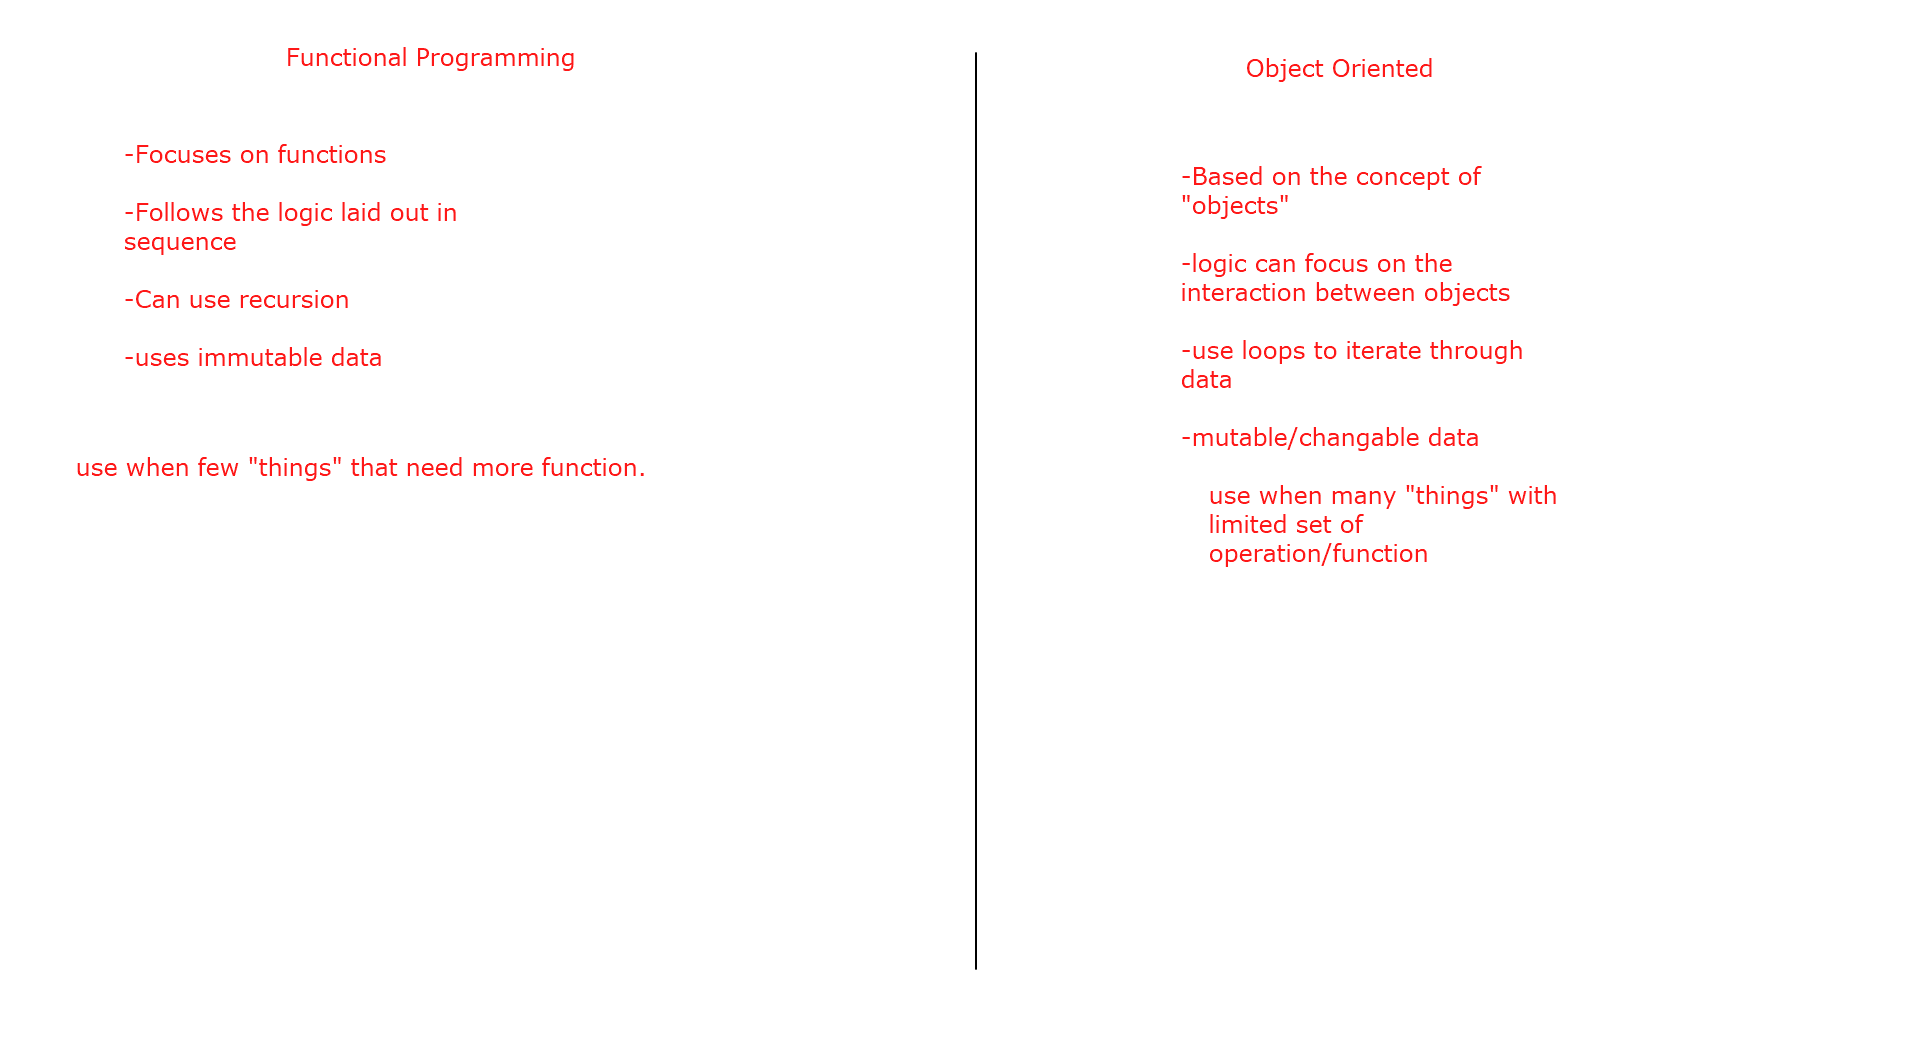 Functional Programming
-Focuses on functions
-Follows the logic laid out in
sequence
-Can use recursion
-uses immutable data
use when few "things" that need more function.
Object Oriented
-Based on the concept of
"objects"
-logic can focus on the
interaction between objects
-use loops to iterate through
data
-mutable/changable data
use when many "things" with
limited set of
operation/function